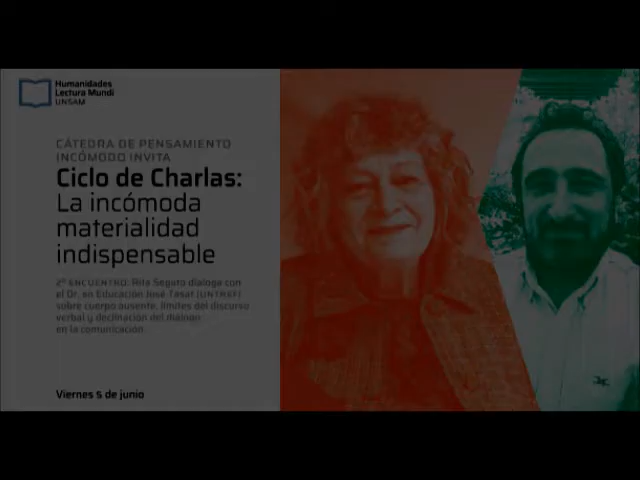 Humanidades
Lectura Mundi
UNSAM
CÁTEDRA DE PENSAMIENTO
INCÓMODO INVITA
Ciclo de Charlas:
La incómoda
materialidad
indispensable
2º ENCUENTRO: Rita Segato dialoga con
el Dr. en Educación José Tasat (UNTREF)
sobre cuerpo ausente, límites del discurso
verbal y declinación del diálogo
en la comunicación.
Viernes 5 de junio